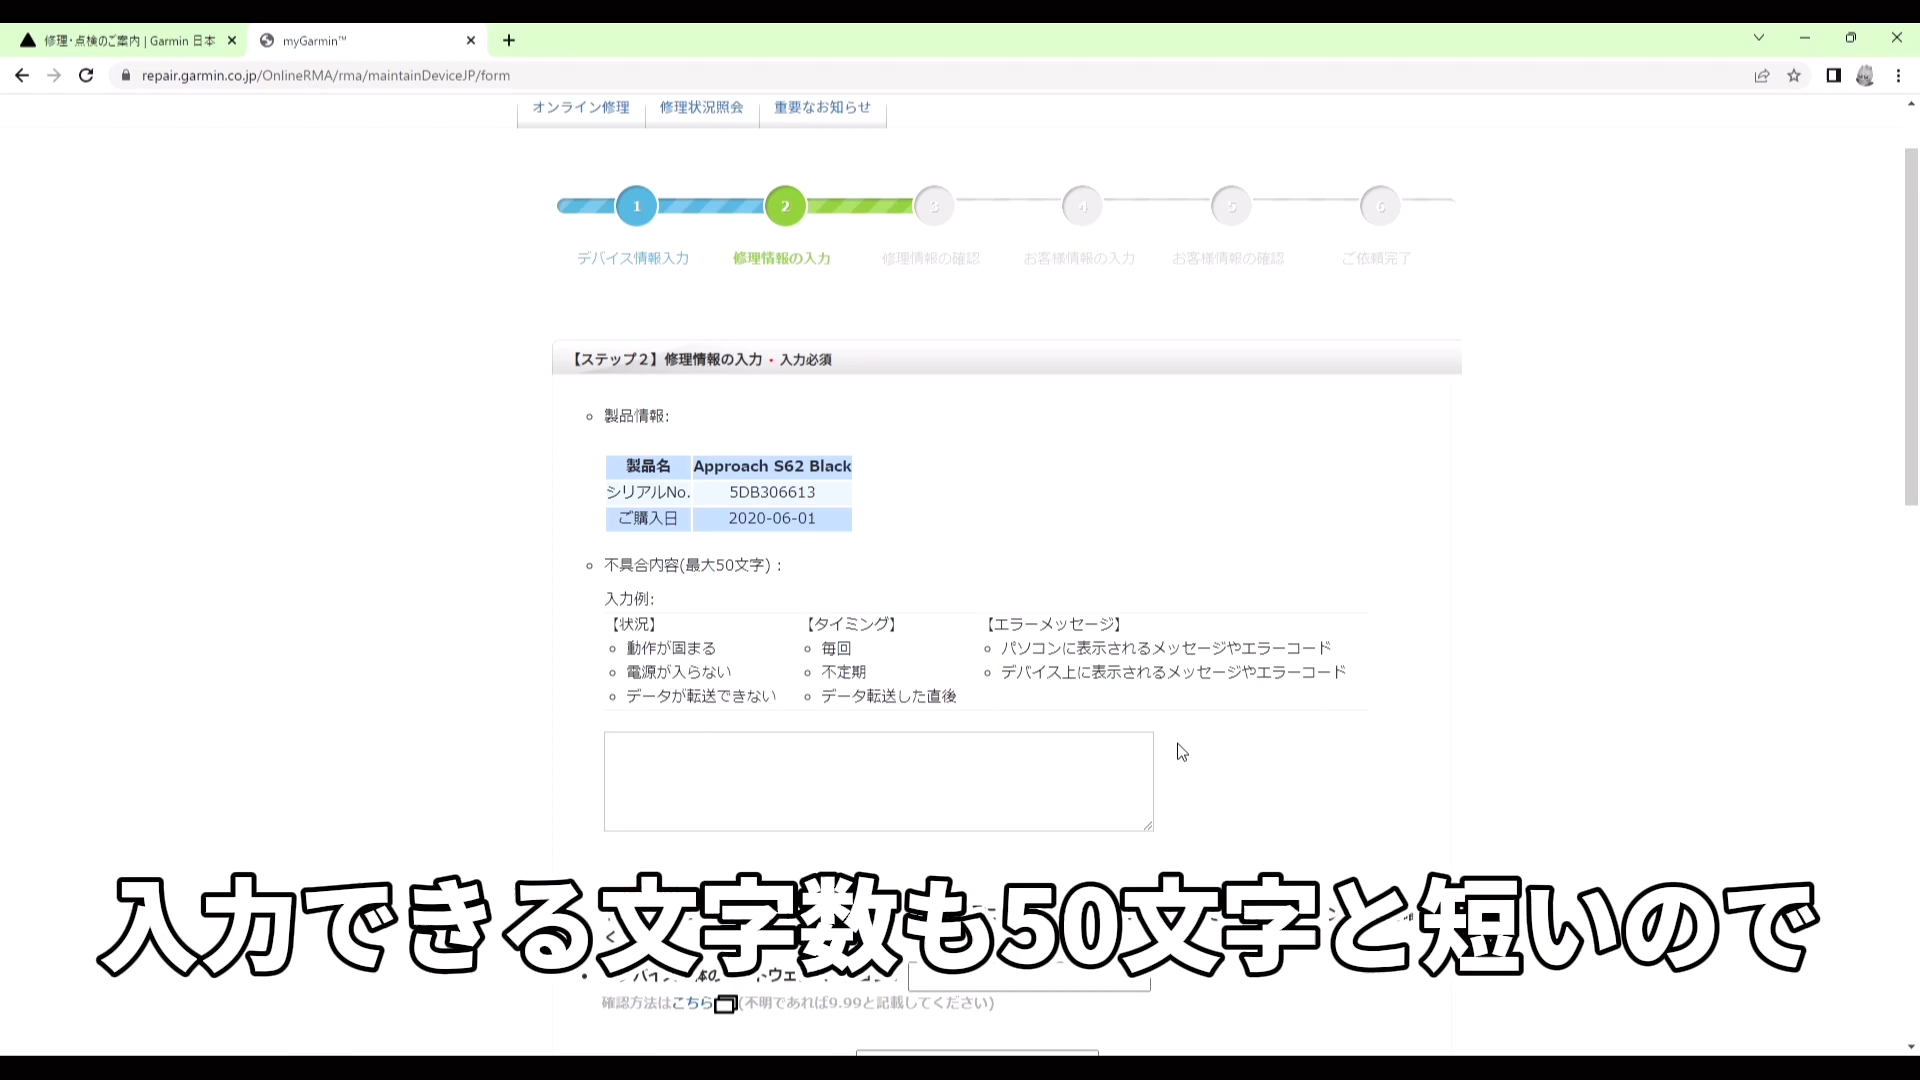 修理・点検のご案内 | Garmin 日本
myGarmin™
repair.garmin.co.jp/OnlineRMA/rma/maintainDeviceJP/form
オンライン修理 修理状況照会 重要なお知らせ
1 2 3 4 5 6
デバイス情報入力 修理情報の入力 修理情報の確認 お客様情報の入力 お客様情報の確認 ご依頼完了
【ステップ２】修理情報の入力・入力必須
製品情報:
製品名 Approach S62 Black
シリアルNo. 5DB306613
ご購入日 2020-06-01
不具合内容(最大50文字) :
入力例:
【状況】 【タイミング】 【エラーメッセージ】
動作が固まる 毎回 パソコンに表示されるメッセージやエラーコード
電源が入らない 不定期 デバイス上に表示されるメッセージやエラーコード
データが転送できない データ転送した直後
入力できる文字数も50文字と短いので
確認方法はこちら (不明であれば9.99と記載してください)